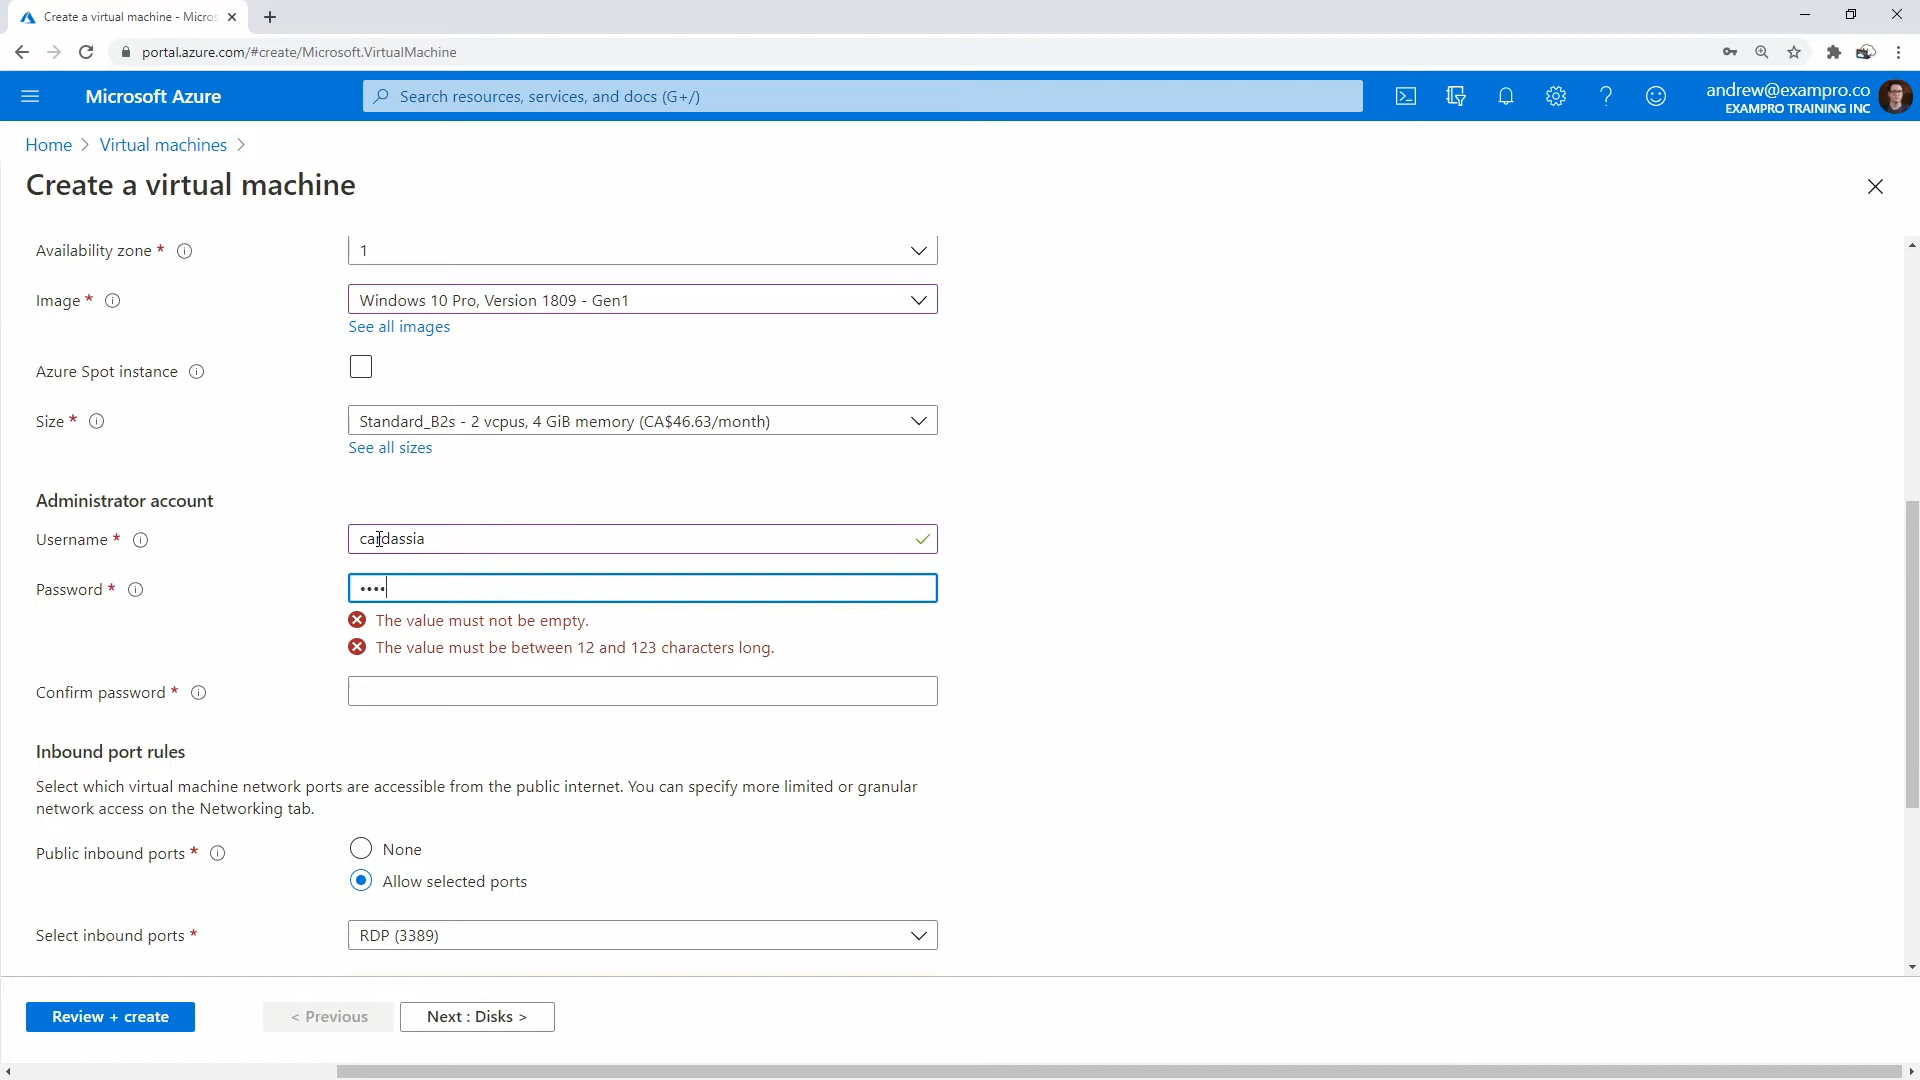 Create a virtual machine - Micros
portal.azure.com/#create/Microsoft.VirtualMachine
Microsoft Azure
Search resources, services, and docs (G+/)
andrew@exampro.co
EXAMPRO TRAINING INC
Home > Virtual machines >
Create a virtual machine
Availability zone *
1
Image *
Windows 10 Pro, Version 1809 - Gen1
See all images
Azure Spot instance
Size *
Standard_B2s - 2 vcpus, 4 GiB memory (CA$46.63/month)
See all sizes
Administrator account
Username *
cardassia
Password *
••••
The value must not be empty.
The value must be between 12 and 123 characters long.
Confirm password *
Inbound port rules
Select which virtual machine network ports are accessible from the public internet. You can specify more limited or granular
network access on the Networking tab.
Public inbound ports *
None
Allow selected ports
Select inbound ports *
RDP (3389)
Review + create
< Previous
Next : Disks >